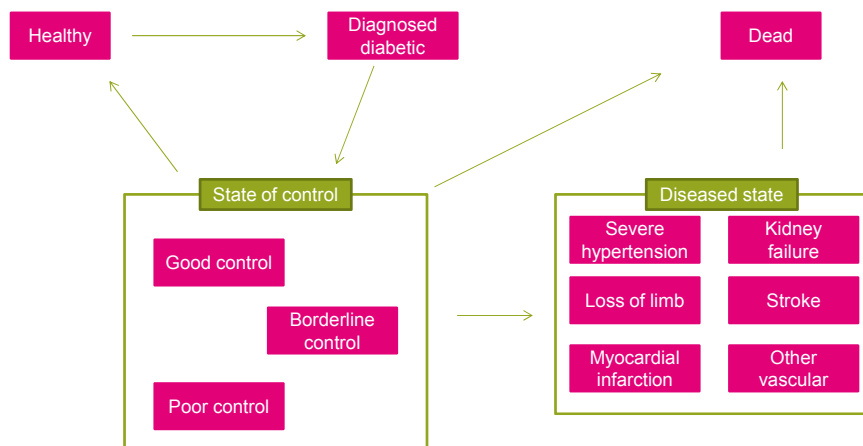 Healthy
Diagnosed
diabetic
Dead
State of control
Good control
Borderline
control
Poor control
Diseased state
Severe
hypertension
Kidney
failure
Loss of limb
Stroke
Myocardial
infarction
Other
vascular